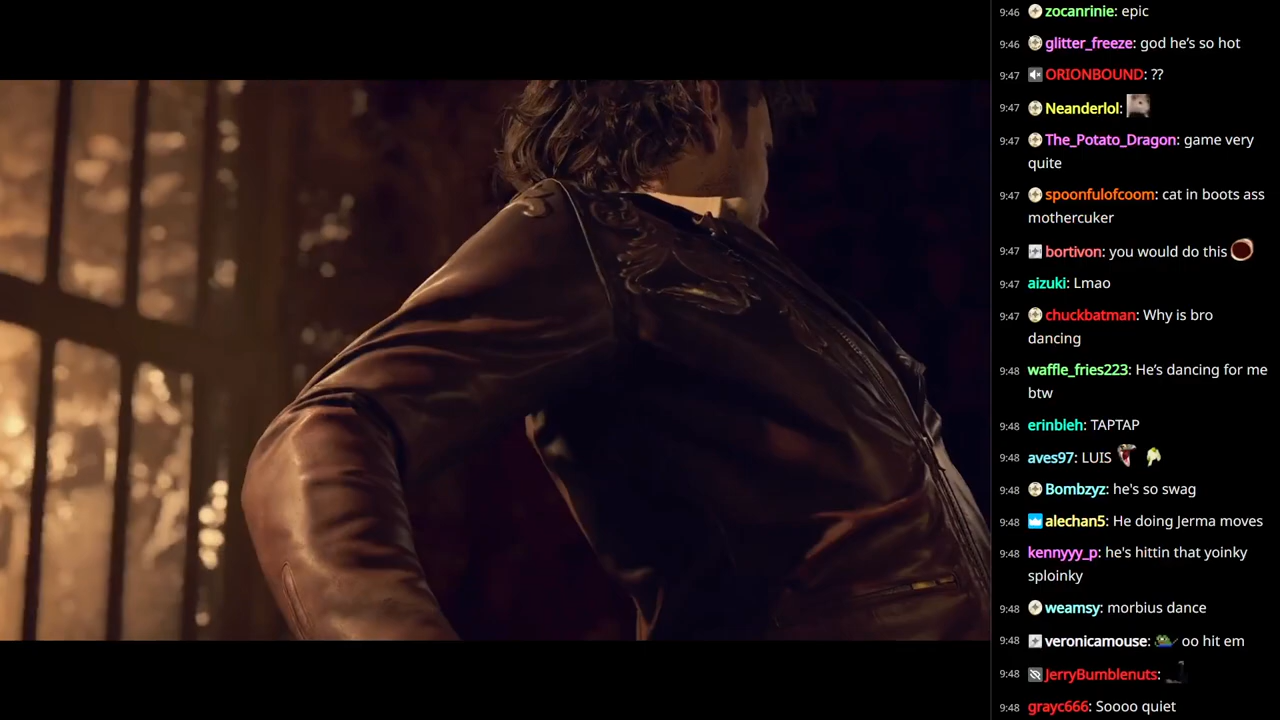 9:46 zocanrinie: epic
9:46 glitter_freeze: god he's so hot
9:47 ORIONBOUND: ??
9:47 Neanderlol:
9:47 The_Potato_Dragon: game very
quite
9:47 spoonfulofcoom: cat in boots ass
mothercuker
9:47 bortivon: you would do this
9:47 aizuki: Lmao
9:47 chuckbatman: Why is bro
dancing
9:48 waffle_fries223: He's dancing for me
btw
9:48 erinbleh: TAPTAP
9:48 aves97: LUIS
9:48 Bombzyz: he's so swag
9:48 alechan5: He doing Jerma moves
9:48 kennyyy_p: he's hittin that yoinky
sploinky
9:48 weamsy: morbius dance
9:48 veronicamouse: oo hit em
9:48 JerryBumblenuts:
9:48 grayc666: Soooo quiet